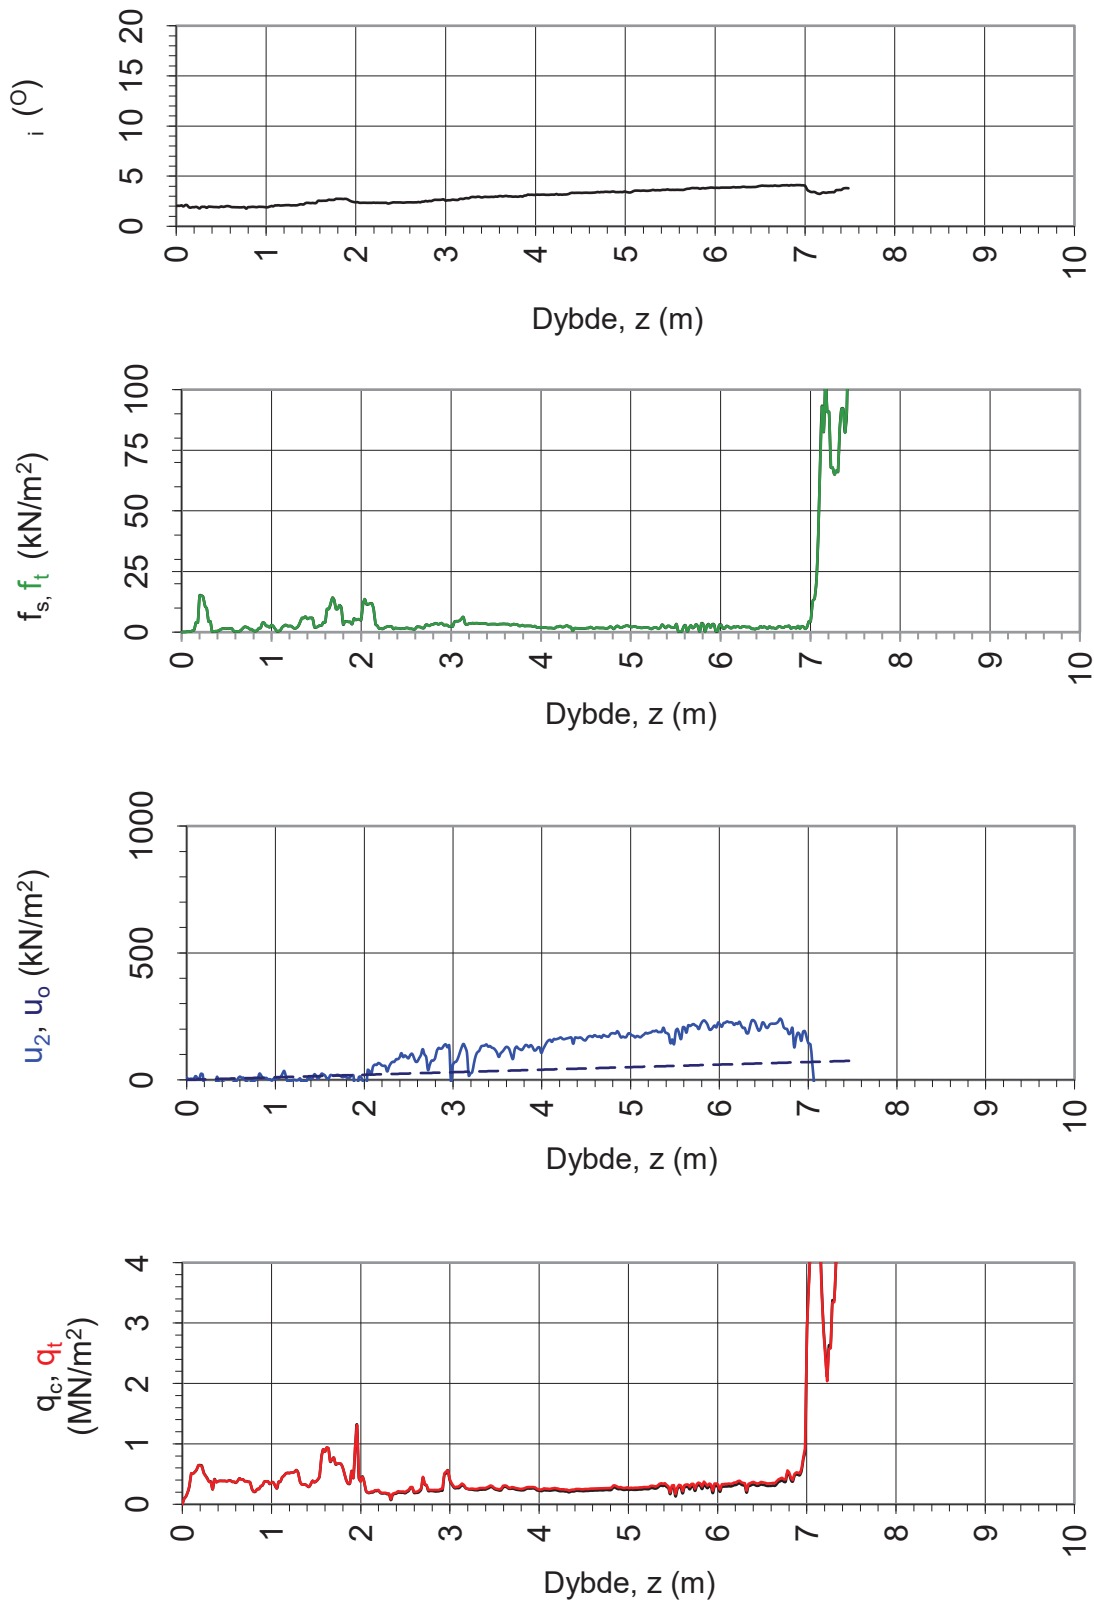 i (O)
20
15
10
5
0
0 1 2 3 4 5 6 7 8 9 10
Dybde, z (m)
fs, ft (kN/m2)
100
75
50
25
0
0 1 2 3 4 5 6 7 8 9 10
Dybde, z (m)
u2, uo (kN/m2)
1000
500
0
0 1 2 3 4 5 6 7 8 9 10
Dybde, z (m)
qc, qt
(MN/m2)
4
3
2
1
0
0 1 2 3 4 5 6 7 8 9 10
Dybde, z (m)